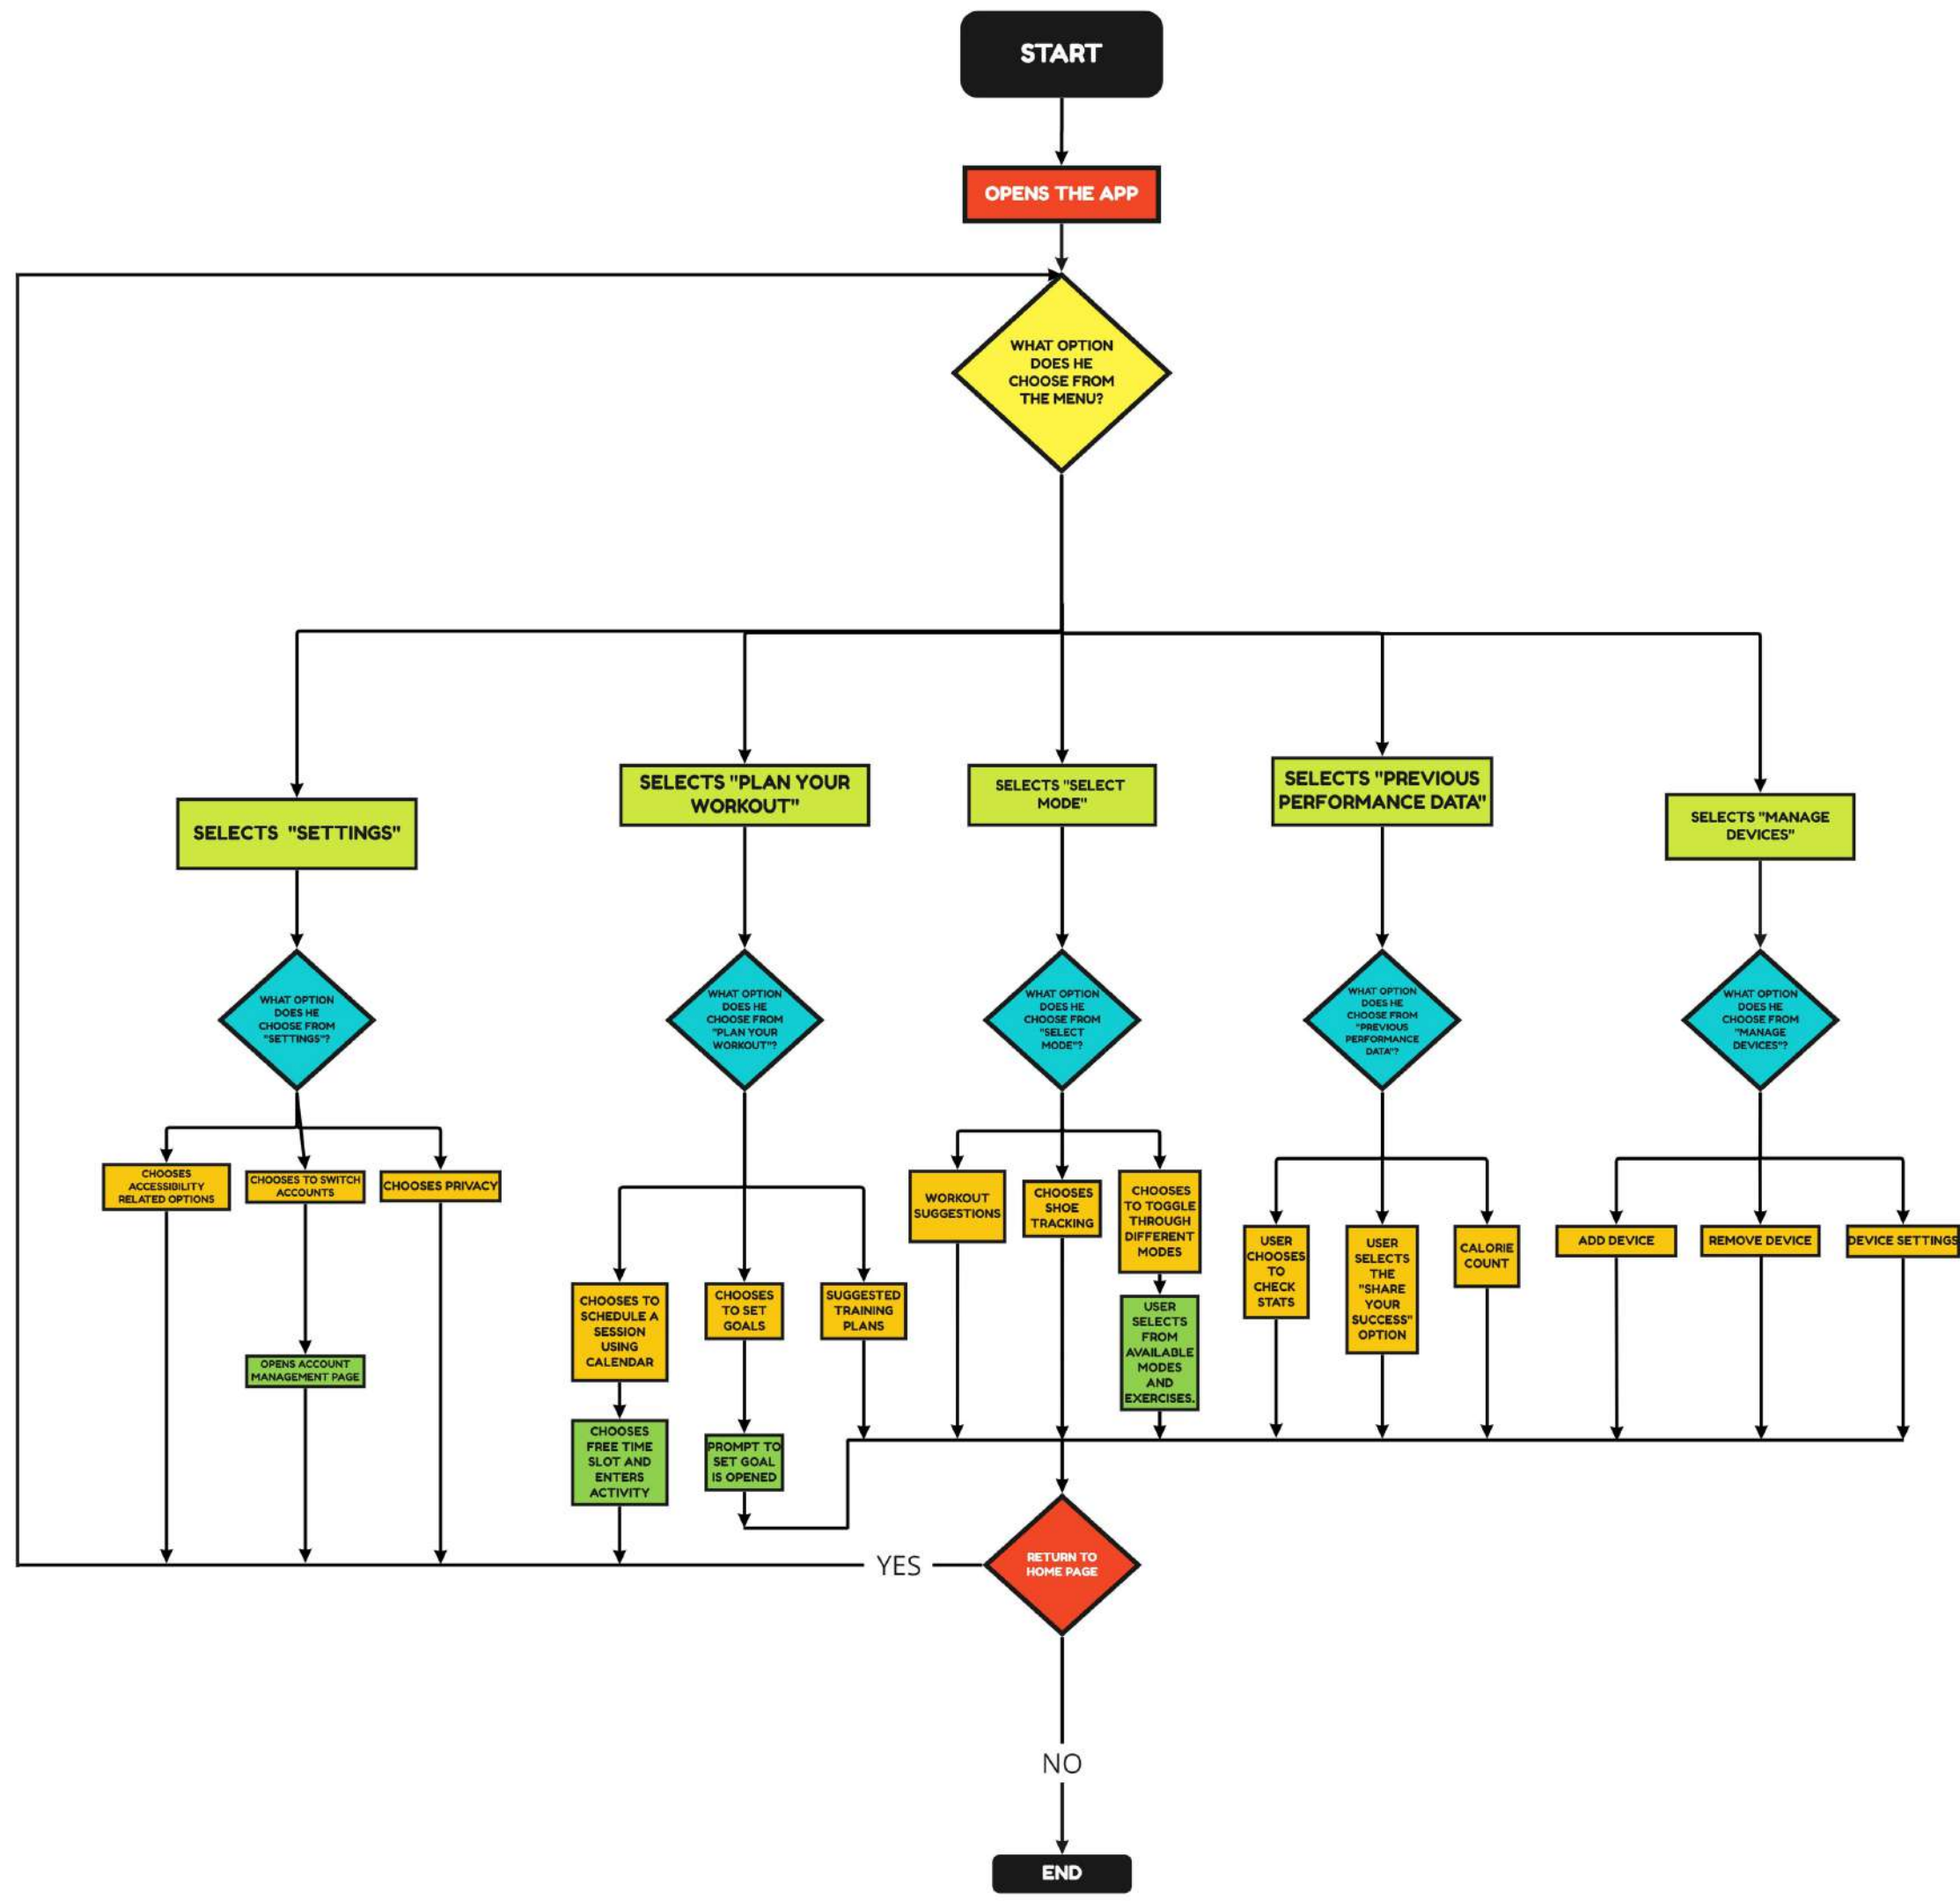 START
OPENS THE APP
WHAT OPTION
DOES HE
CHOOSE FROM
THE MENU?
SELECTS "SETTINGS"
SELECTS "PLAN YOUR
WORKOUT"
SELECTS "SELECT
MODE"
SELECTS "PREVIOUS
PERFORMANCE DATA"
SELECTS "MANAGE
DEVICES"
WHAT OPTION
DOES HE
CHOOSE FROM
"SETTINGS"?
WHAT OPTION
DOES HE
CHOOSE FROM
"PLAN YOUR
WORKOUT"?
WHAT OPTION
DOES HE
CHOOSE FROM
"SELECT
MODE"?
WHAT OPTION
DOES HE
CHOOSE FROM
"PREVIOUS
PERFORMANCE
DATA"?
WHAT OPTION
DOES HE
CHOOSE FROM
"MANAGE
DEVICES"?
CHOOSES
ACCESSIBILITY
RELATED OPTIONS
CHOOSES TO SWITCH
ACCOUNTS
CHOOSES PRIVACY
OPENS ACCOUNT
MANAGEMENT PAGE
CHOOSES TO
SCHEDULE A
SESSION
USING
CALENDAR
CHOOSES
TO SET
GOALS
SUGGESTED
TRAINING
PLANS
CHOOSES
FREE TIME
SLOT AND
ENTERS
ACTIVITY
PROMPT TO
SET GOAL
IS OPENED
WORKOUT
SUGGESTIONS
CHOOSES
SHOE
TRACKING
CHOOSES
TO TOGGLE
THROUGH
DIFFERENT
MODES
USER
SELECTS
FROM
AVAILABLE
MODES
AND
EXERCISES.
USER
CHOOSES
TO
CHECK
STATS
USER
SELECTS
THE
"SHARE
YOUR
SUCCESS"
OPTION
CALORIE
COUNT
ADD DEVICE
REMOVE DEVICE
DEVICE SETTINGS
YES
RETURN TO
HOME PAGE
NO
END